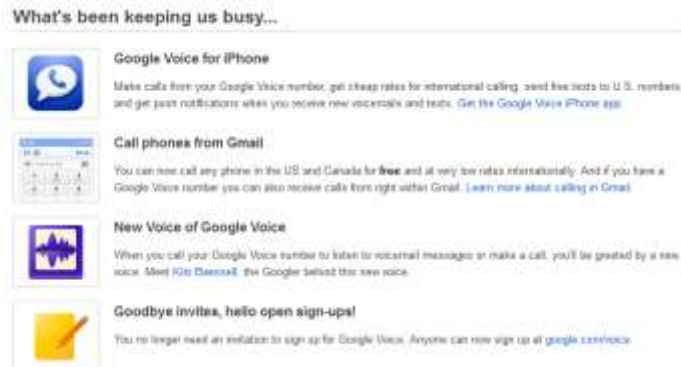 What's been keeping us busy...
Google Voice for iPhone
Make calls from your Google Voice number, get cheap rates for international calling, send free texts to U.S. numbers,
and get push notifications when you receive new voicemails and texts. Get the Google Voice iPhone app
Call phones from Gmail
You can now call any phone in the US and Canada for free and at very low rates internationally. And if you have a
Google Voice number you can also receive calls from right within Gmail. Learn more about calling in Gmail
New Voice of Google Voice
When you call your Google Voice number to listen to voicemail messages or make a call, you'll be greeted by a new
voice. Meet Kiki the Googler behind this new voice.
Goodbye invites, hello open sign-ups!
You no longer need an invitation to sign up for Google Voice. Anyone can now sign up at google.com/voice